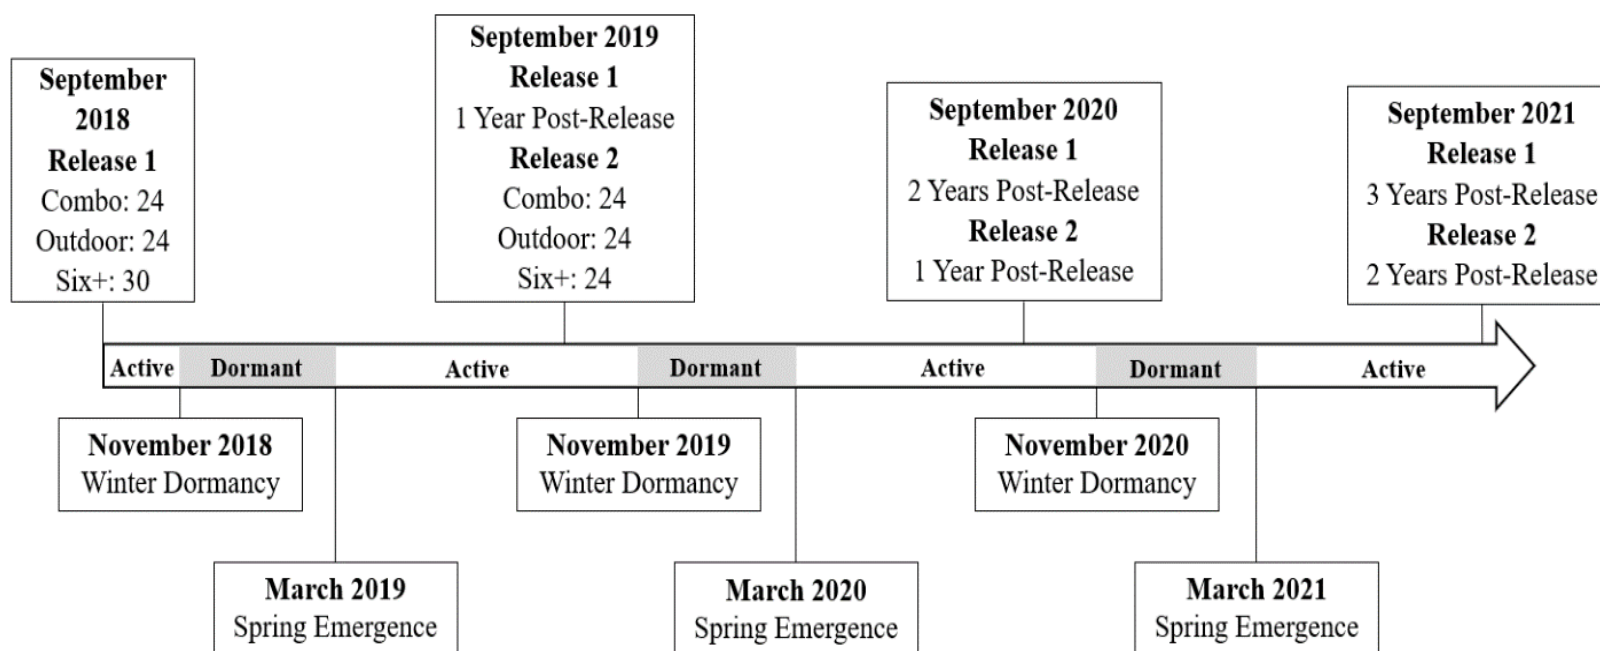 September
2018
Release 1
Combo: 24
Outdoor: 24
Six+: 30
September 2019
Release 1
1 Year Post-Release
Release 2
Combo: 24
Outdoor: 24
Six+: 24
September 2020
Release 1
2 Years Post-Release
Release 2
1 Year Post-Release
September 2021
Release 1
3 Years Post-Release
Release 2
2 Years Post-Release
Active Dormant Active Dormant Active Dormant Active
November 2018
Winter Dormancy
November 2019
Winter Dormancy
November 2020
Winter Dormancy
March 2019
Spring Emergence
March 2020
Spring Emergence
March 2021
Spring Emergence